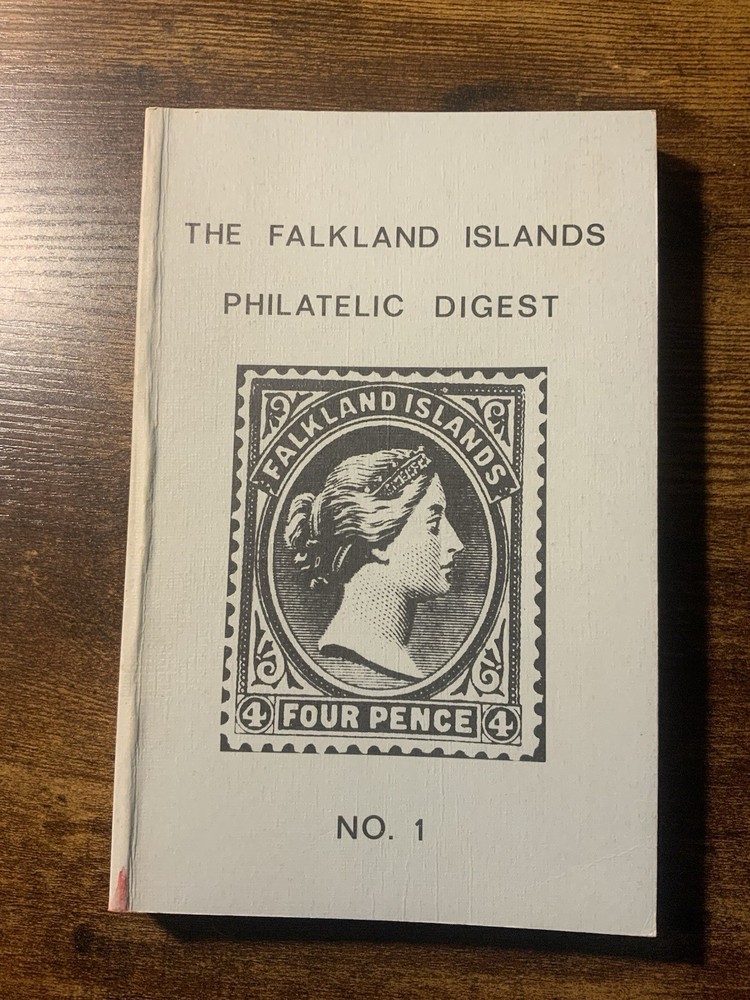 THE FALKLAND ISLANDS
PHILATELIC DIGEST
FALKLAND ISLANDS
4 FOUR PENCE 4
NO. 1